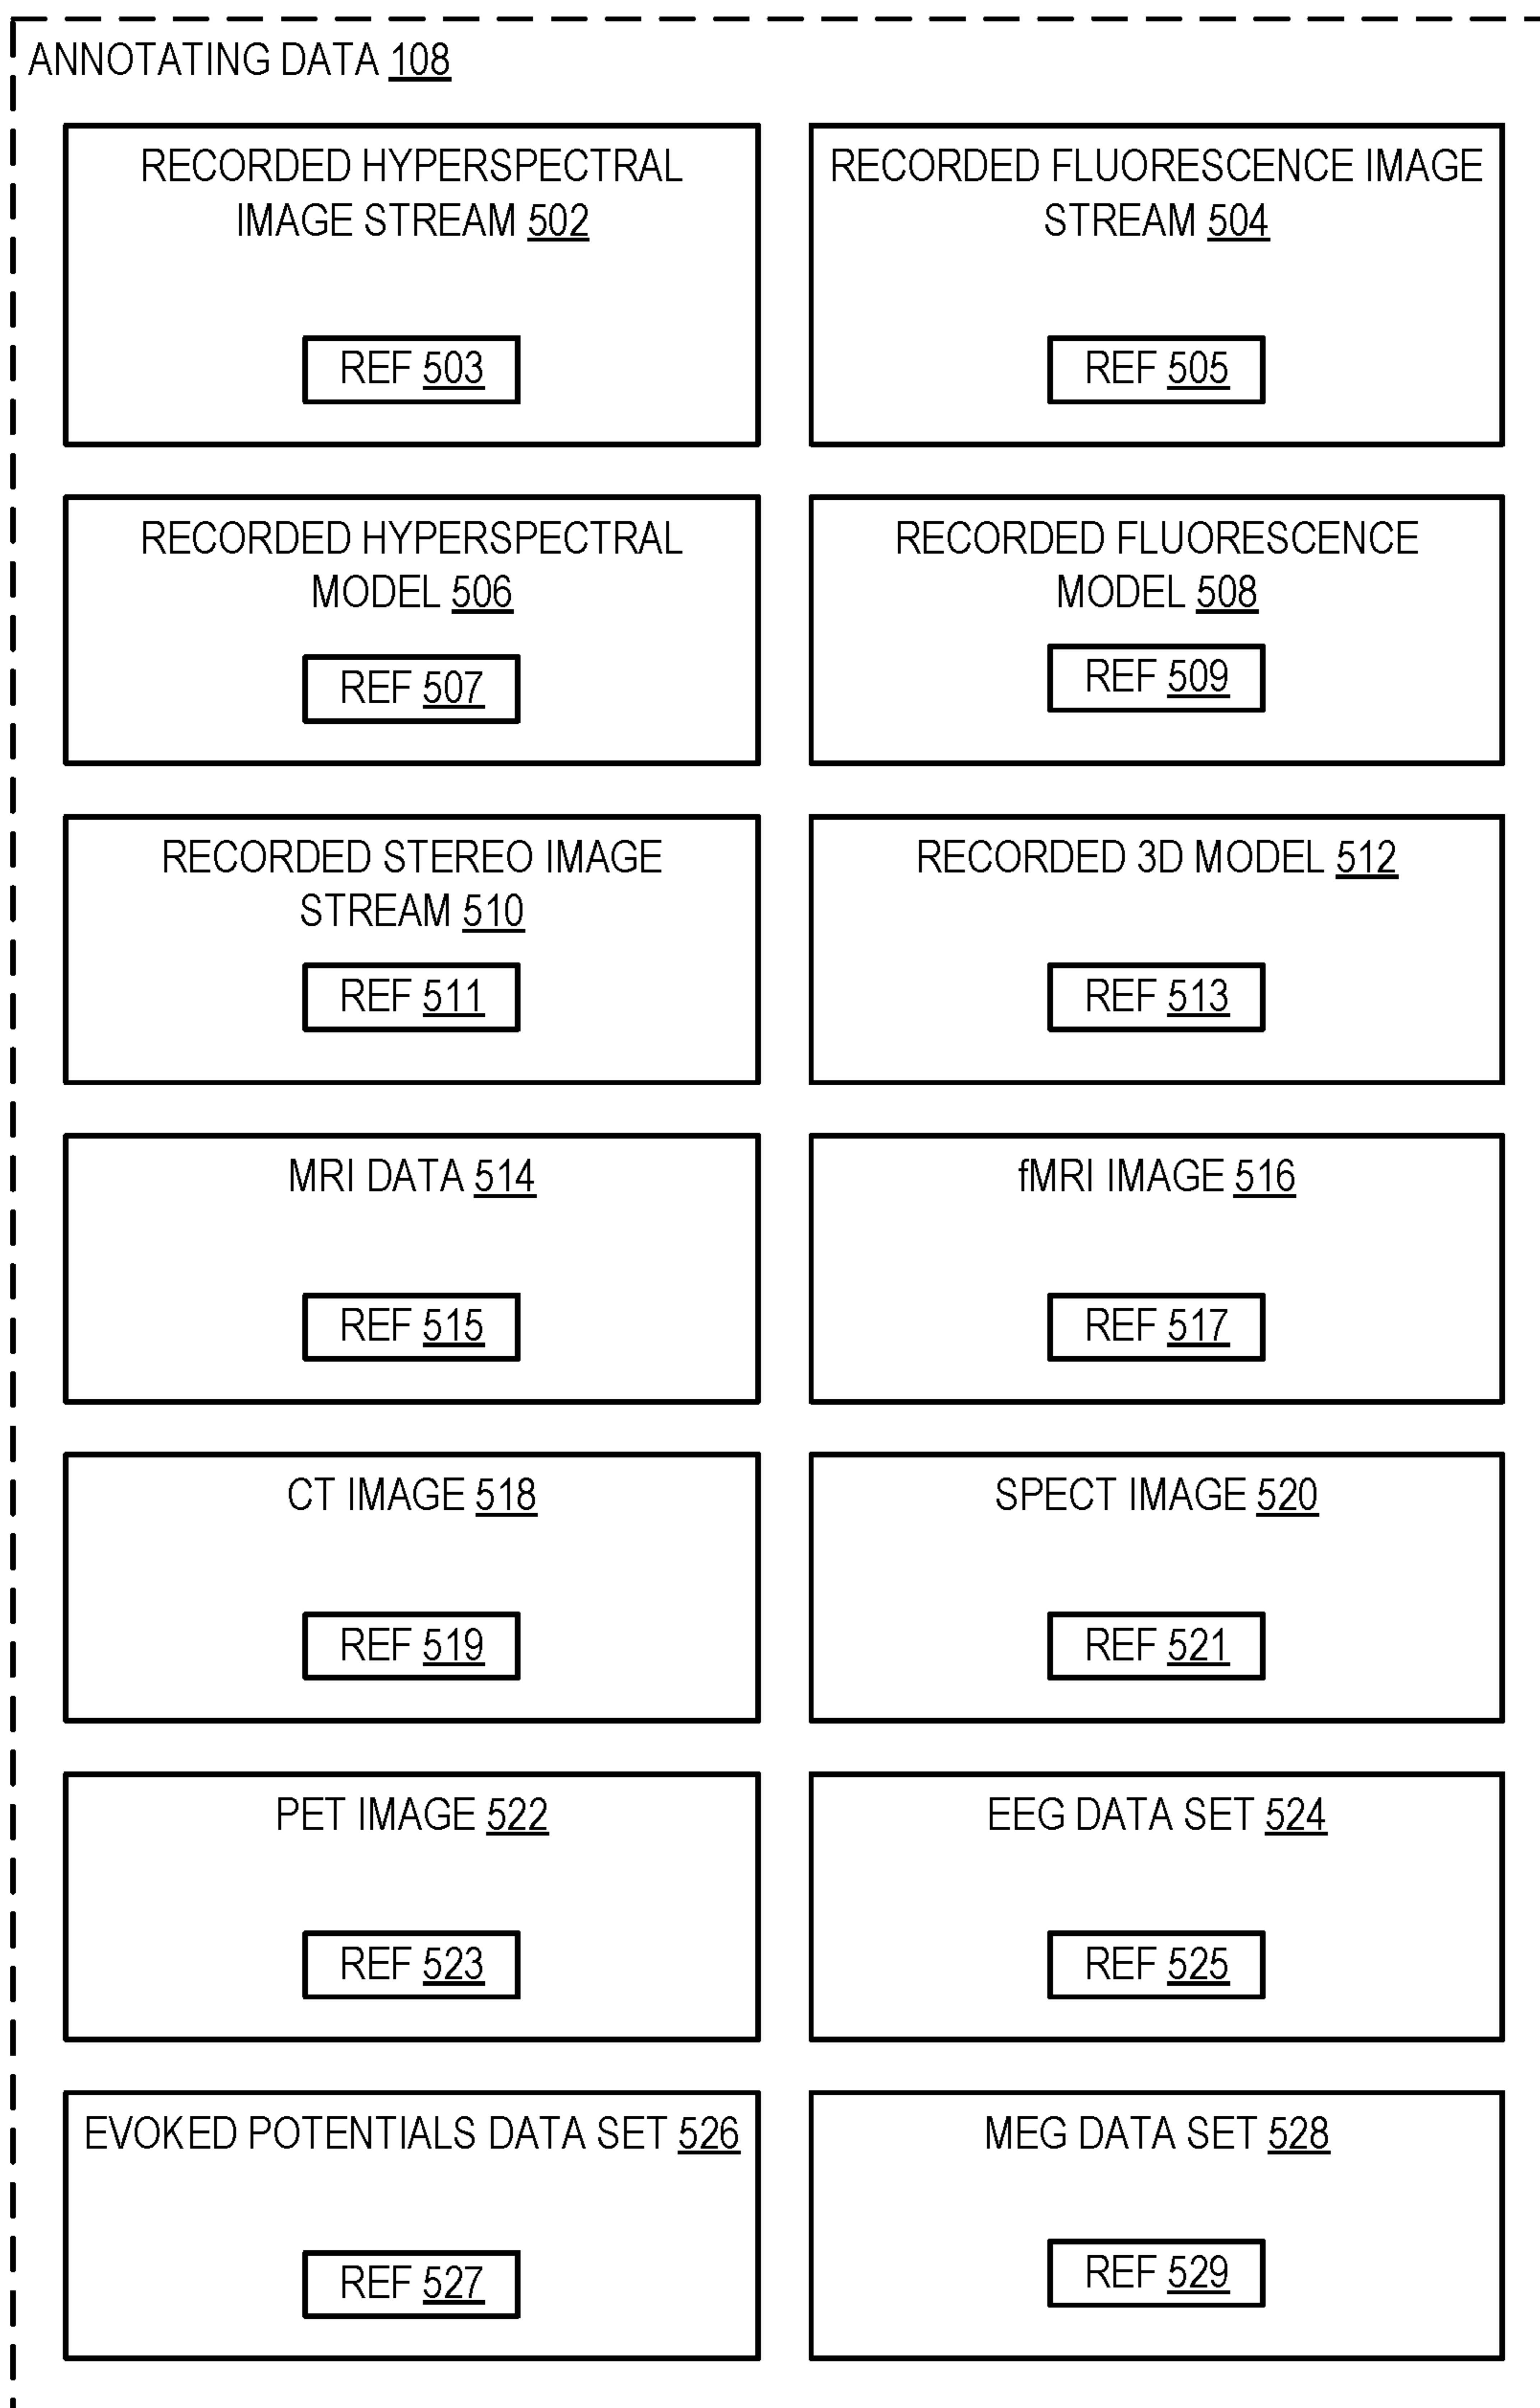 ANNOTATING DATA 108
RECORDED HYPERSPECTRAL
IMAGE STREAM 502
REF 503
RECORDED FLUORESCENCE IMAGE
STREAM 504
REF 505
RECORDED HYPERSPECTRAL
MODEL 506
REF 507
RECORDED FLUORESCENCE
MODEL 508
REF 509
RECORDED STEREO IMAGE
STREAM 510
REF 511
RECORDED 3D MODEL 512
REF 513
MRI DATA 514
REF 515
fMRI IMAGE 516
REF 517
CT IMAGE 518
REF 519
SPECT IMAGE 520
REF 521
PET IMAGE 522
REF 523
EEG DATA SET 524
REF 525
EVOKED POTENTIALS DATA SET 526
REF 527
MEG DATA SET 528
REF 529